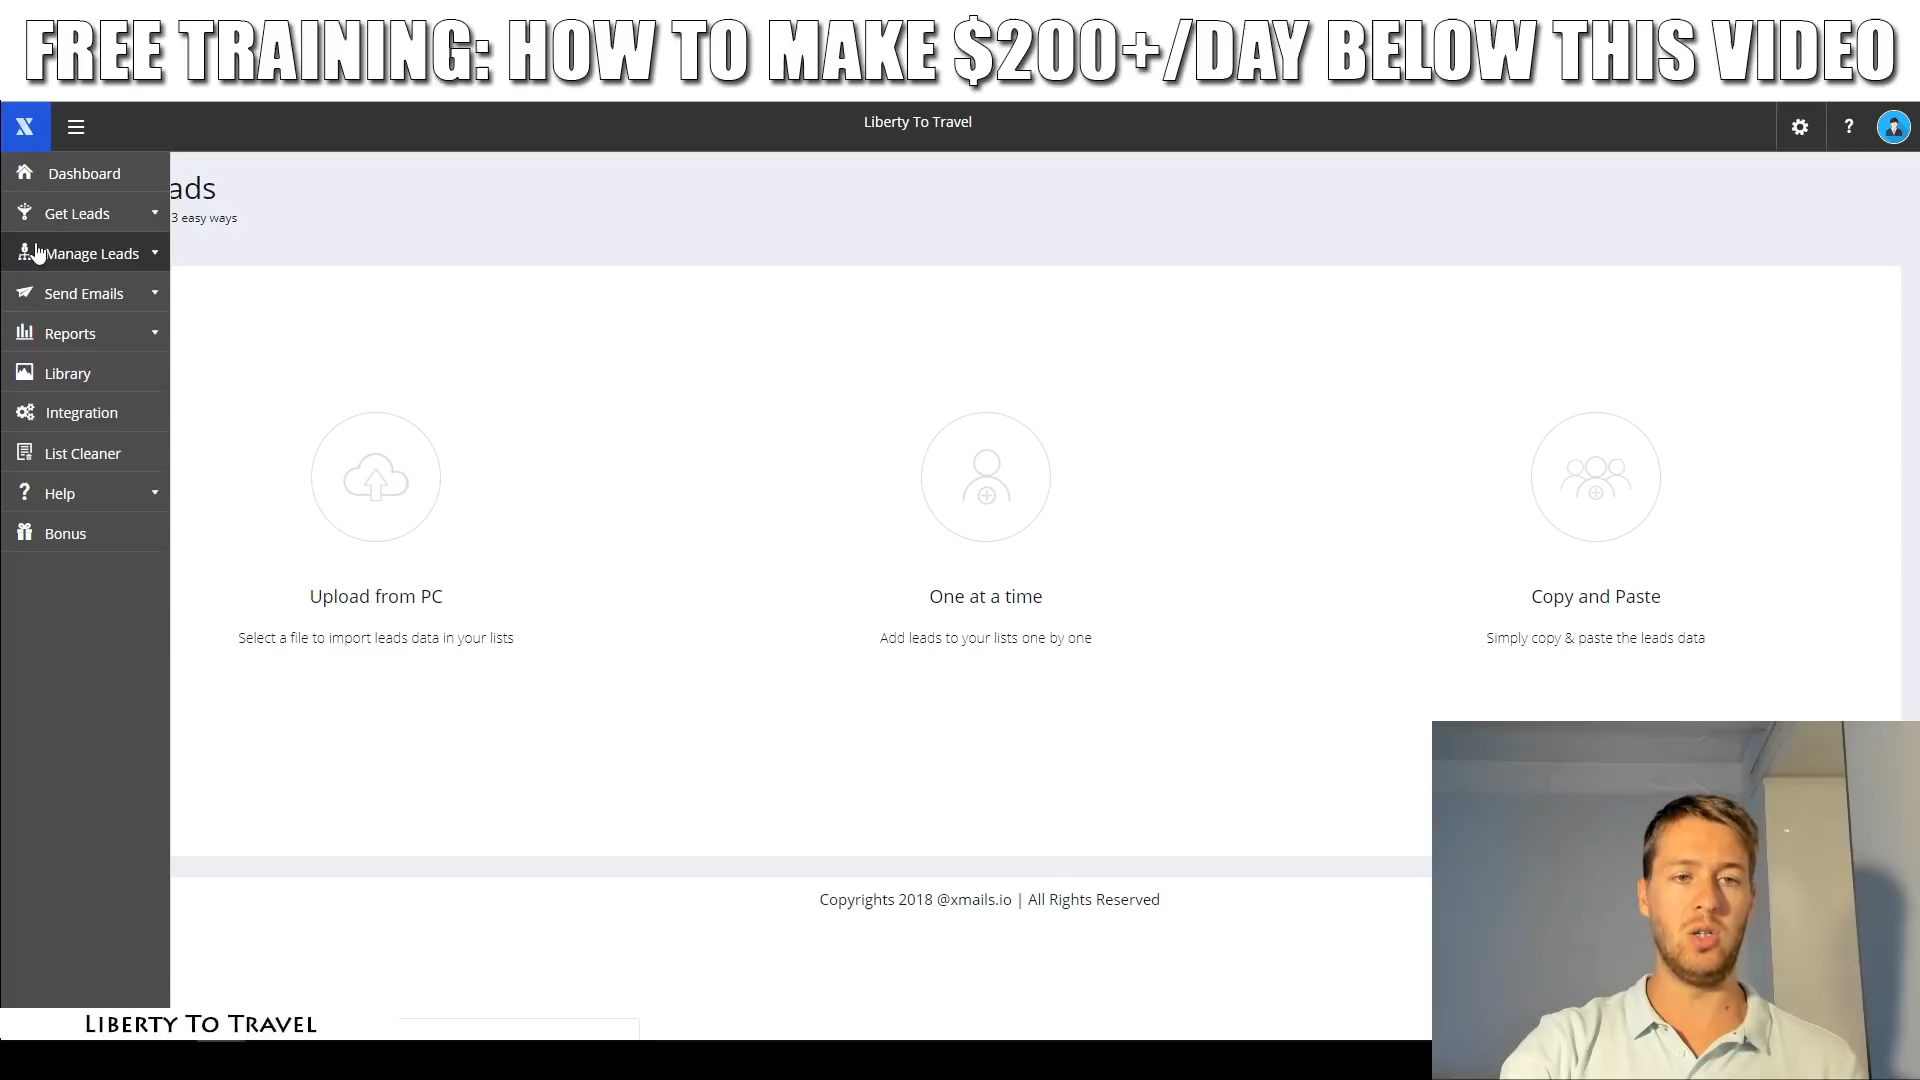 FREE TRAINING: HOW TO MAKE $200+/DAY BELOW THIS VIDEO
Liberty To Travel
?
Dashboard
ads
Get Leads
3 easy ways
Manage Leads
Send Emails
Reports
Library
Integration
List Cleaner
? Help
Bonus
Upload from PC
One at a time
Copy and Paste
Select a file to import leads data in your lists
Add leads to your lists one by one
Simply copy & paste the leads data
Copyrights 2018 @xmails.io | All Rights Reserved
LIBERTY TO TRAVEL